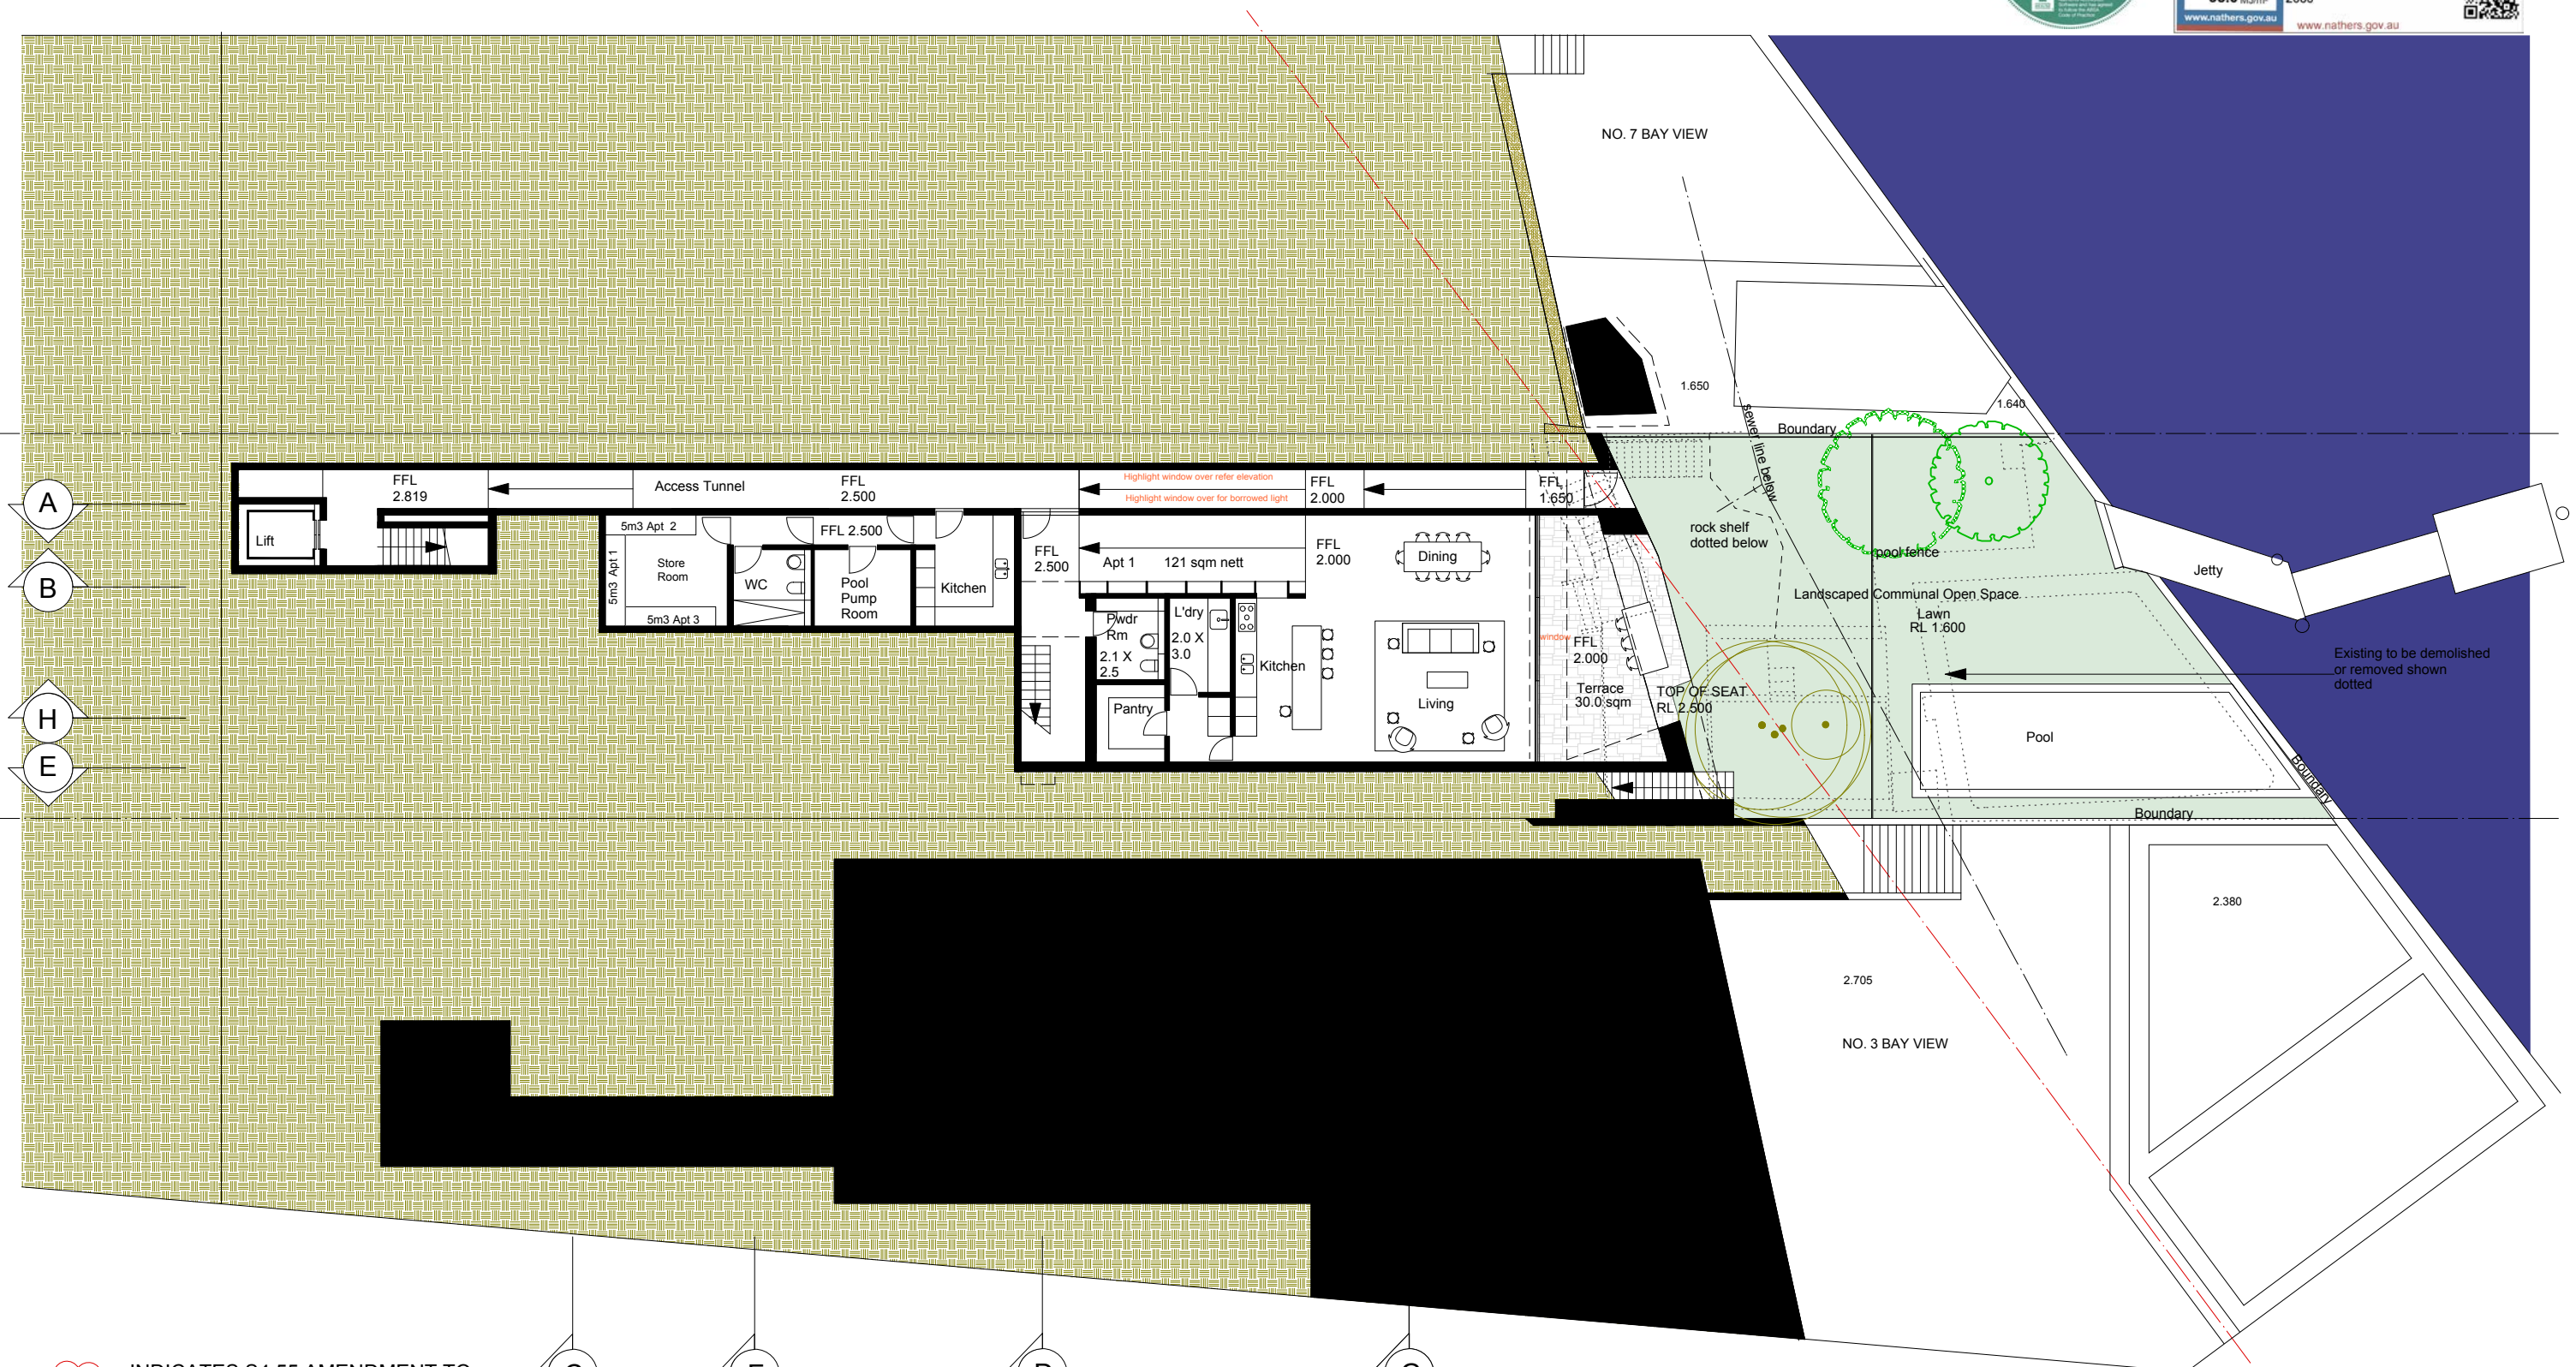 www.nathers.gov.au
www.nathers.gov.au
NO. 7 BAY VIEW
1.650
1.640
Boundary
sewer line below
FFL
2.819
Access Tunnel
FFL
2.500
Highlight window over refer elevation
Highlight window over for borrowed light
FFL
2.000
FFL
1.650
A
Lift
5m3 Apt 2
5m3 Apt 1
Store
Room
5m3 Apt 3
FFL 2.500
WC
Pool
Pump
Room
Kitchen
FFL
2.500
Apt 1
121 sqm nett
FFL
2.000
Dining
rock shelf
dotted below
pool fence
Jetty
B
Landscaped Communal Open Space
Lawn
RL 1.600
Pwdr
Rm
2.1 X
2.5
L'dry
2.0 X
3.0
Kitchen
window
FFL
2.000
Existing to be demolished
or removed shown
dotted
H
Pantry
Living
Terrace
30.0 sqm
TOP OF SEAT
RL 2.500
Pool
E
Boundary
Boundary
2.380
2.705
NO. 3 BAY VIEW